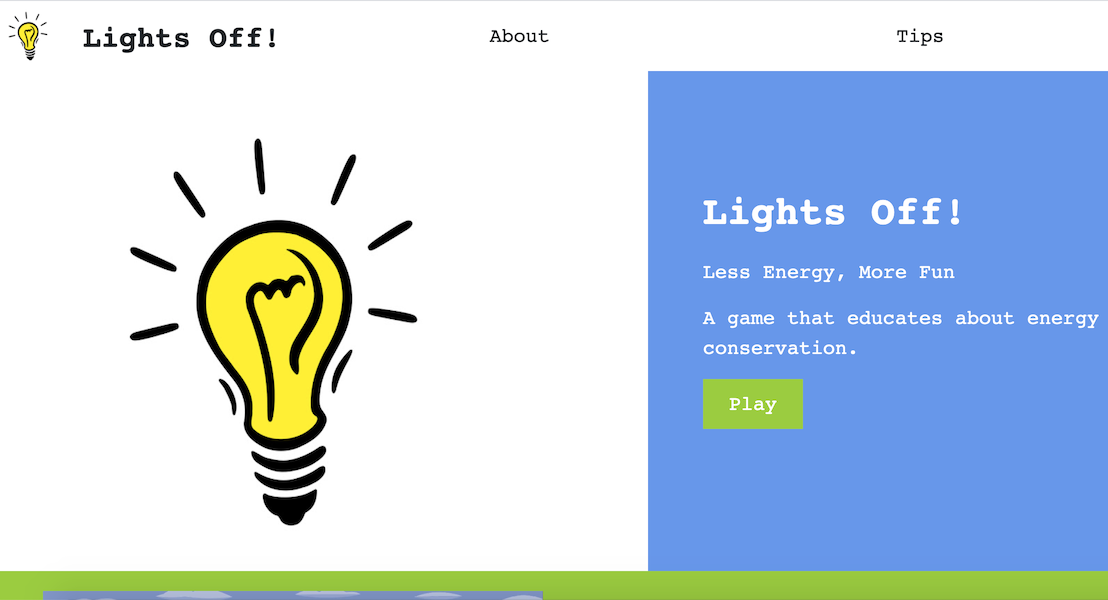 Lights Off!
About
Tips
Lights Off!
Less Energy, More Fun
A game that educates about energy
conservation.
Play